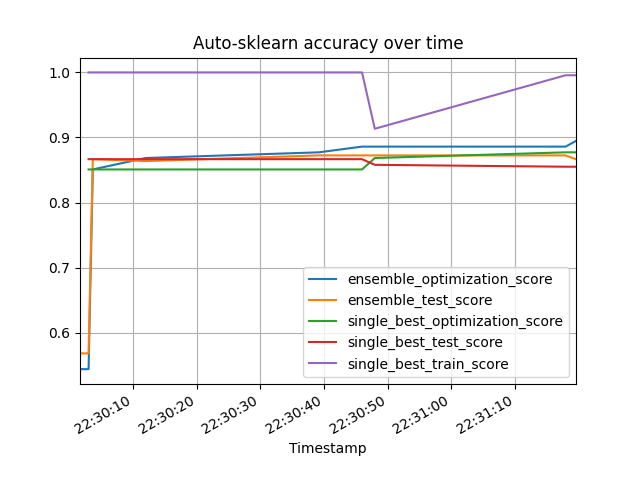 Auto-sklearn accuracy over time
1.0
0.9
0.8
0.7
0.6
ensemble_optimization_score
ensemble_test_score
single_best_optimization_score
single_best_test_score
single_best_train_score
22:30:10
22:30:20
22:30:30
22:30:40
22:30:50
22:31:00
22:31:10
Timestamp